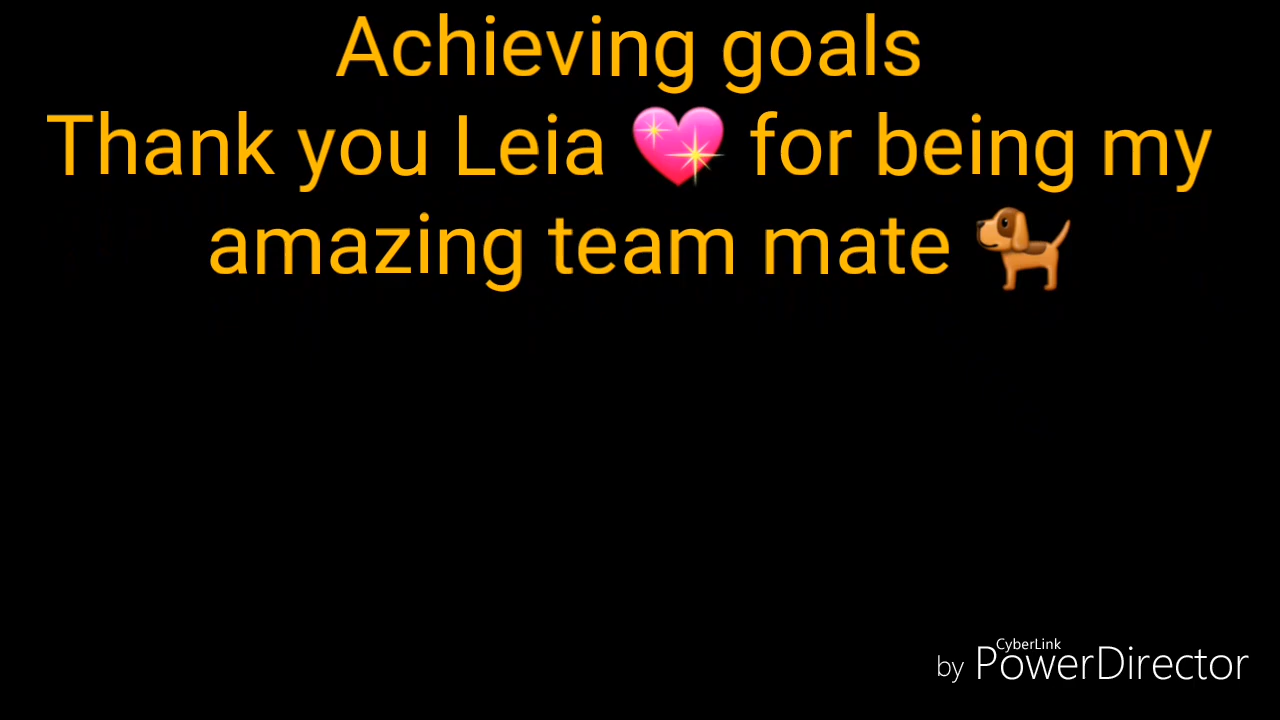 Achieving goals
Thank you Leia 💖 for being my
amazing team mate 🐕
CyberLink
by PowerDirector